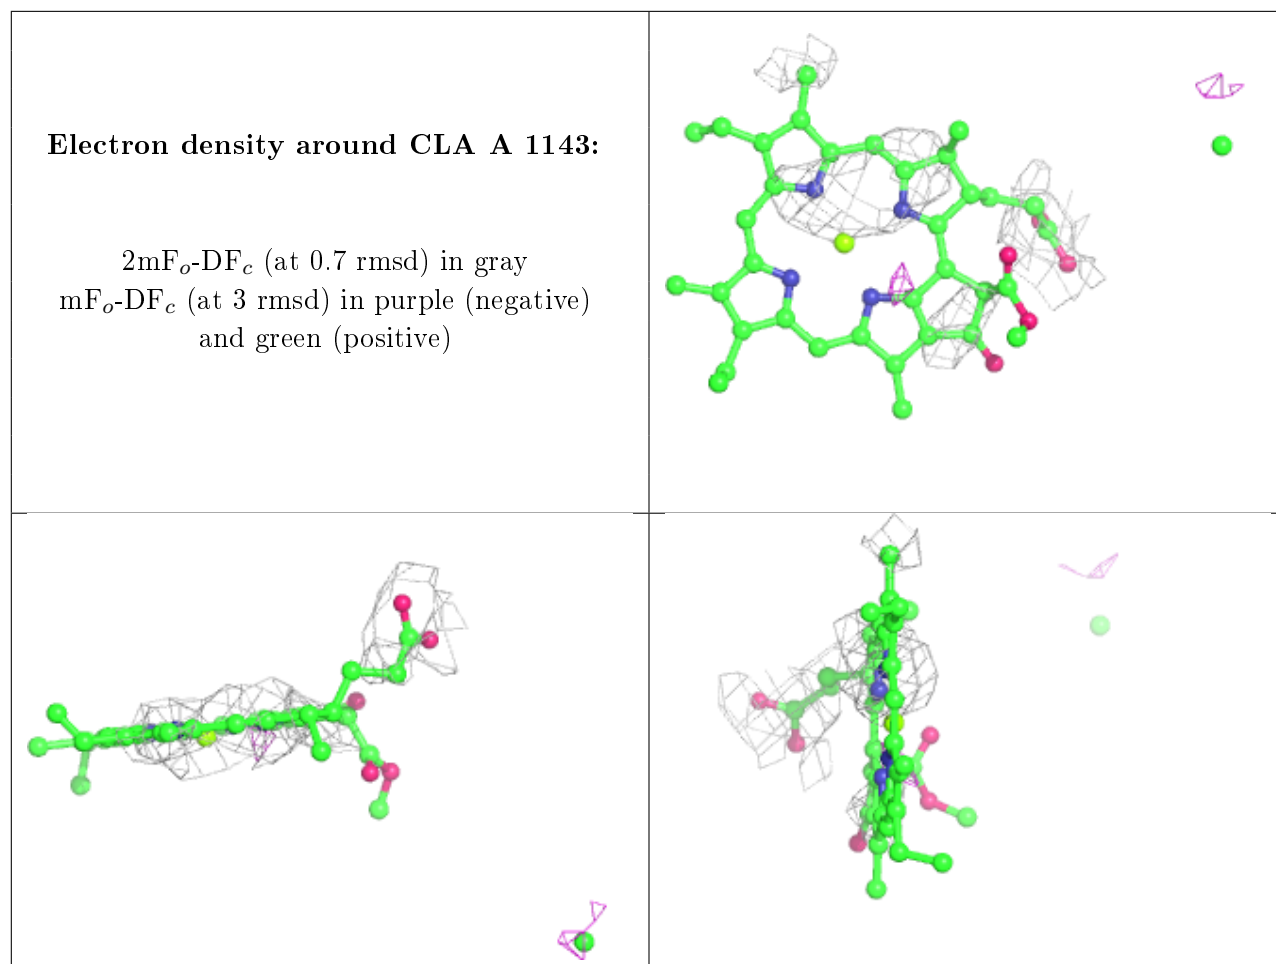 Electron density around CLA A 1143:
2mFₒ-DF𝒸 (at 0.7 rmsd) in gray
mFₒ-DF𝒸 (at 3 rmsd) in purple (negative)
and green (positive)